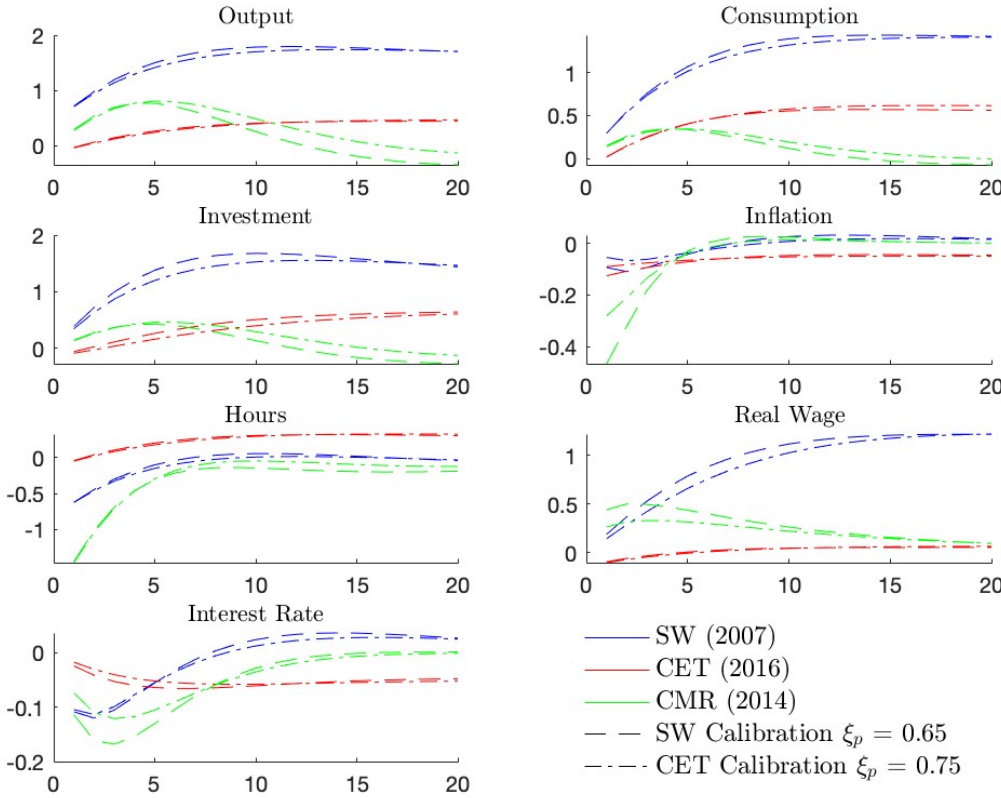 Output
2
1
0
0 5 10 15 20
Consumption
1
0.5
0
0 5 10 15 20
Investment
2
1
0
0 5 10 15 20
Inflation
0
-0.2
-0.4
0 5 10 15 20
Hours
0
-0.5
-1
0 5 10 15 20
Real Wage
1
0.5
0
0 5 10 15 20
Interest Rate
0
-0.1
-0.2
0 5 10 15 20
SW (2007)
CET (2016)
CMR (2014)
SW Calibration ξp = 0.65
CET Calibration ξp = 0.75